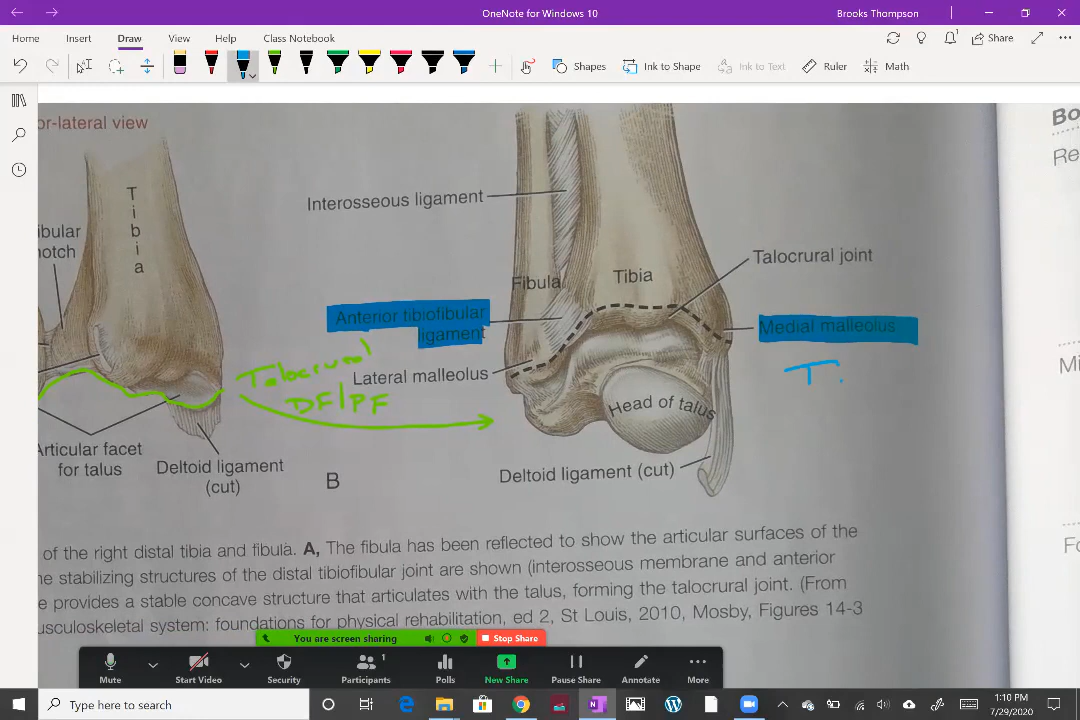 OneNote for Windows 10
Brooks Thompson
Home Insert Draw View Help Class Notebook
Share
Shapes Ink to Shape Ink to Text Ruler Math
or-lateral view
Tibia
ibular
notch
Articular facet
for talus
Deltoid ligament
(cut)
Talocrural
DF/PF
B
Interosseous ligament
Fibula
Tibia
Talocrural joint
Anterior tibiofibular
ligament
Medial malleolus
Lateral malleolus
T
Head of talus
Deltoid ligament (cut)
of the right distal tibia and fibula. A, The fibula has been reflected to show the articular surfaces of the
ne stabilizing structures of the distal tibiofibular joint are shown (interosseous membrane and anterior
e provides a stable concave structure that articulates with the talus, forming the talocrural joint. (From
usculoskeletal system: foundations for physical rehabilitation, ed 2, St Louis, 2010, Mosby, Figures 14-3
Bo
Re
Fo
You are screen sharing Stop Share
1
Mute Start Video Security Participants Polls New Share Pause Share Annotate More
Type here to search
1:10 PM
7/29/2020